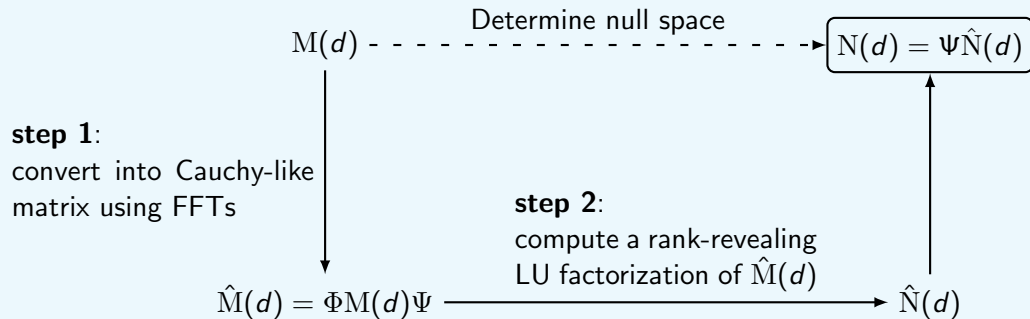 Determine null space
M(d)
N(d) = ΨN̂(d)
step 1:
convert into Cauchy-like
matrix using FFTs
step 2:
compute a rank-revealing
LU factorization of M̂(d)
M̂(d) = ΦM(d)Ψ
N̂(d)